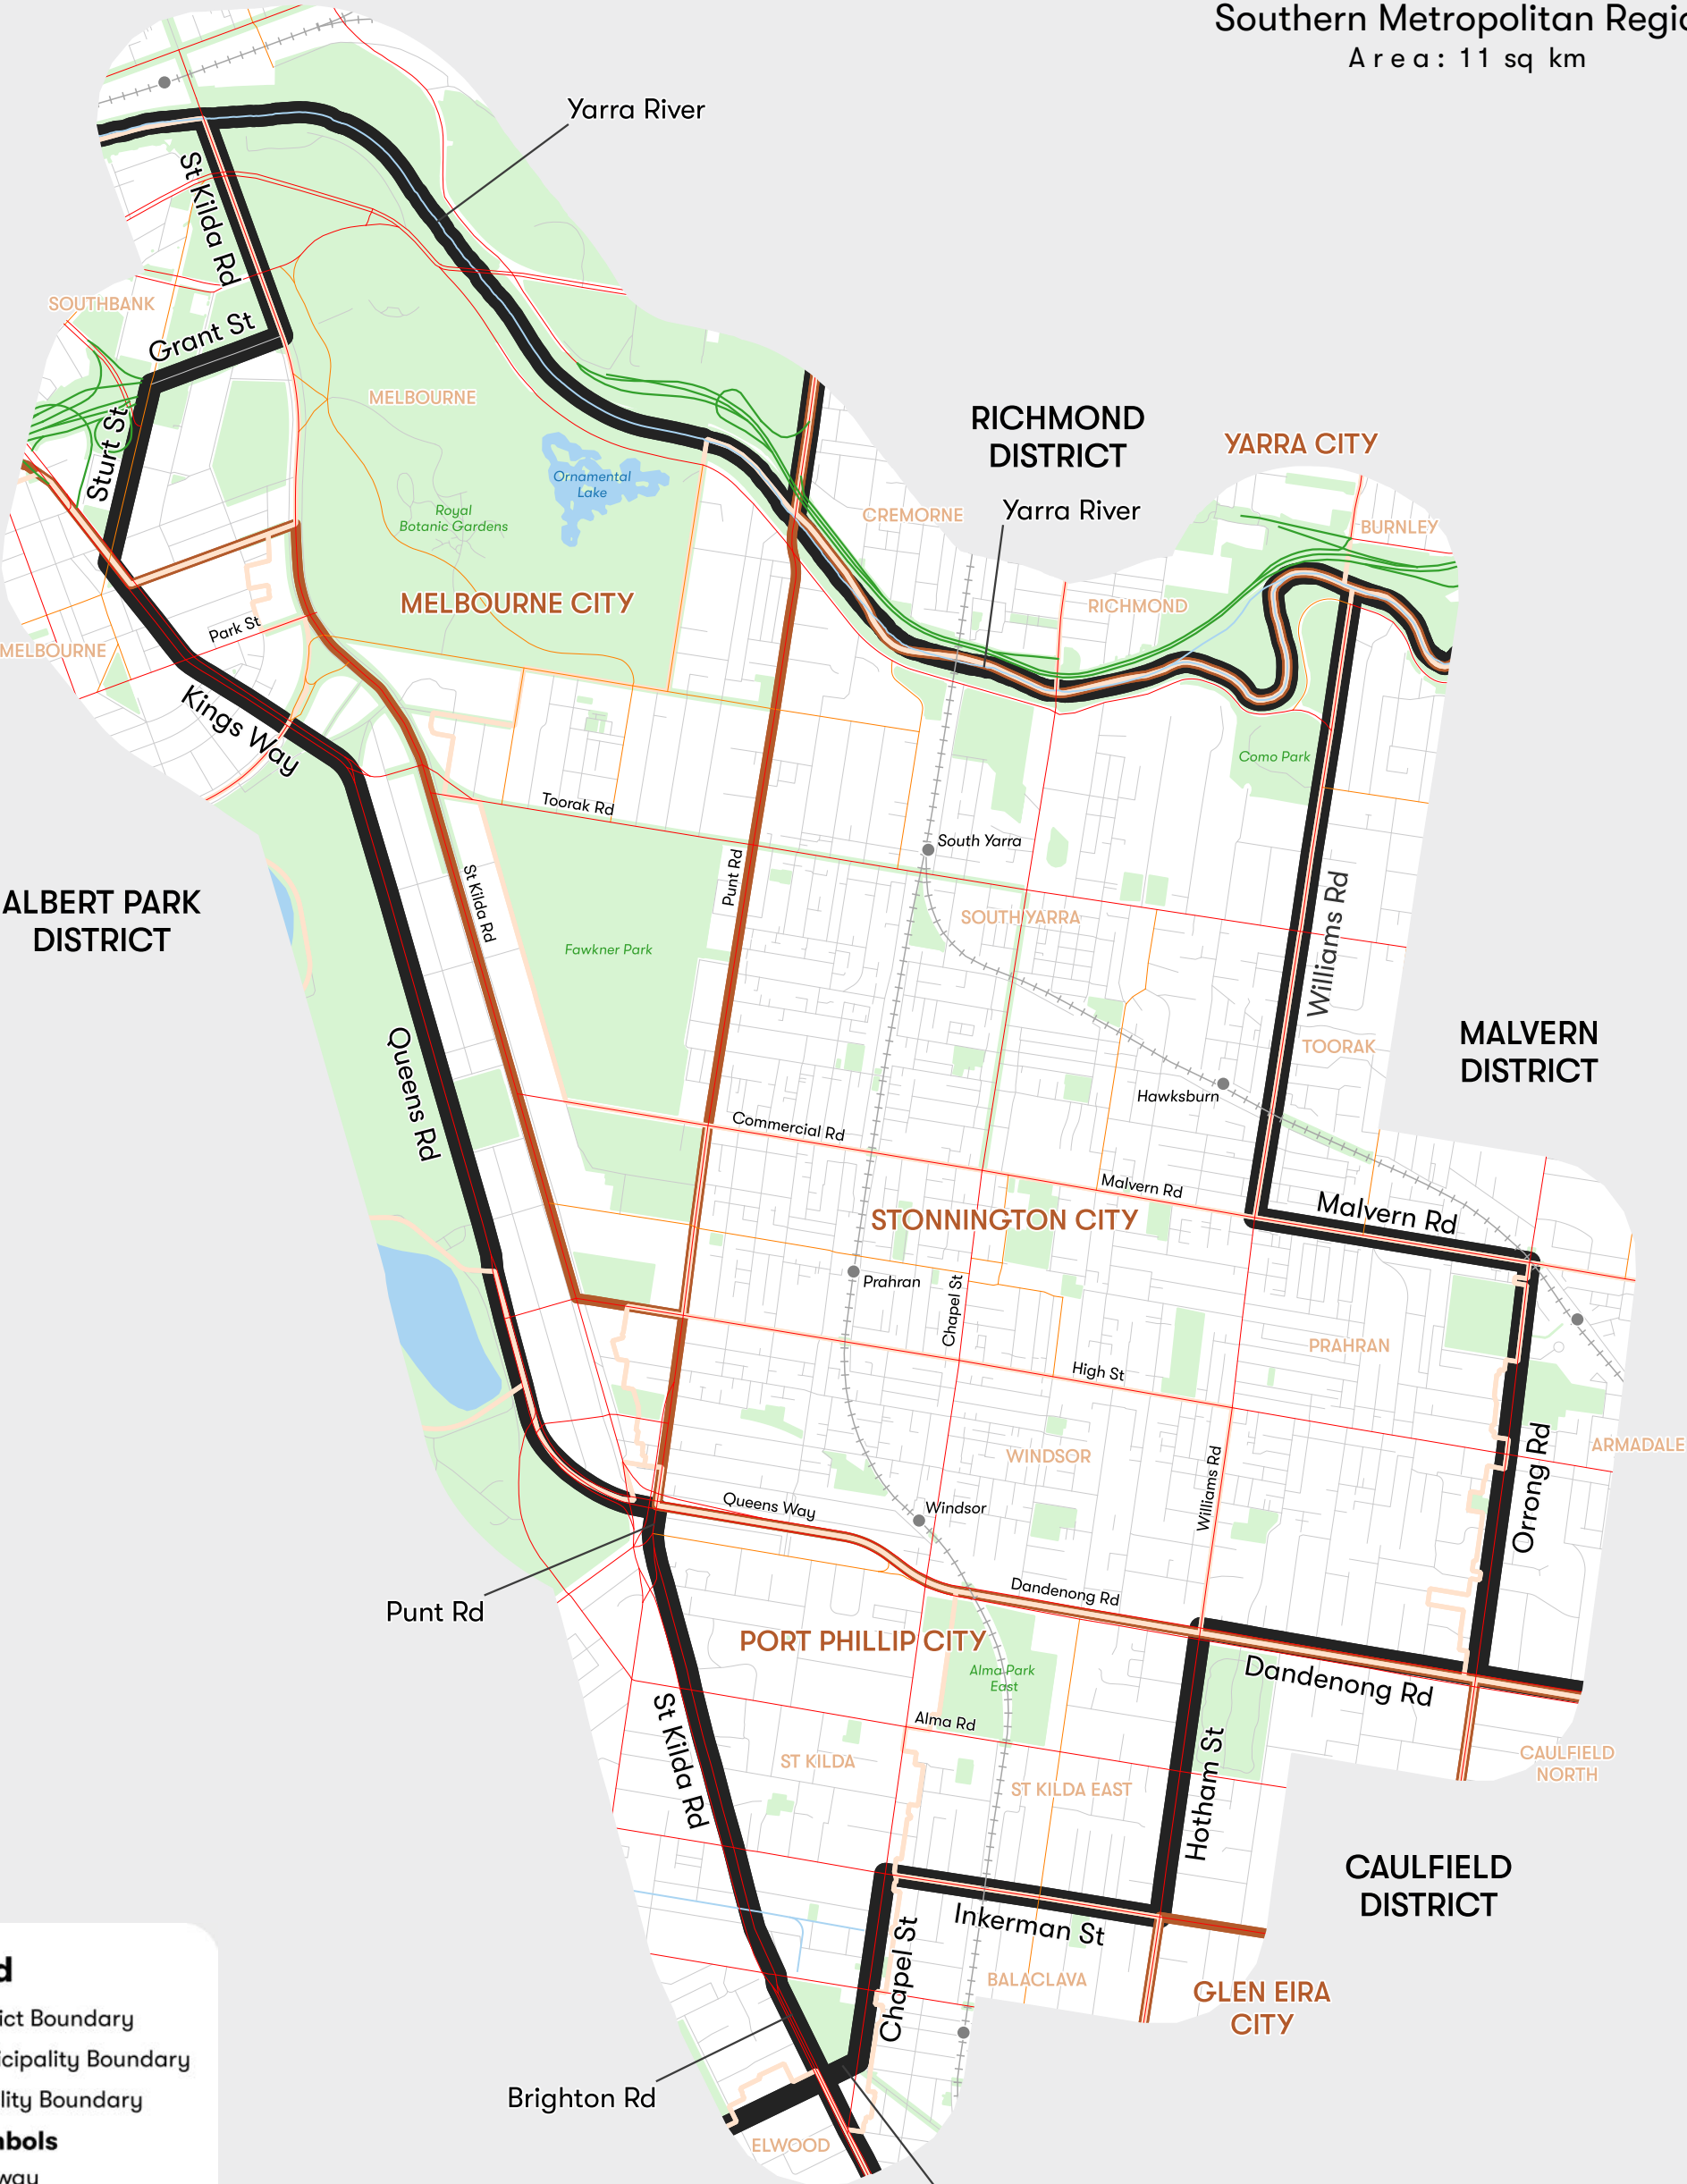 Southern Metropolitan Regio
Area: 11 sq km
Yarra River
St Kilda Rd
SOUTHBANK
Grant St
MELBOURNE
RICHMOND
DISTRICT
YARRA CITY
Sturt St
Ornamental
Lake
Royal
Botanic Gardens
CREMORNE
Yarra River
BURNLEY
MELBOURNE CITY
RICHMOND
Park St
MELBOURNE
Kings Way
Como Park
Toorak Rd
South Yarra
Punt Rd
St Kilda Rd
ALBERT PARK
DISTRICT
SOUTH YARRA
Williams Rd
Fawkner Park
TOORAK
MALVERN
DISTRICT
Queens Rd
Hawksburn
Commercial Rd
Malvern Rd
STONNINGTON CITY
Malvern Rd
Prahran
Chapel St
PRAHRAN
High St
WINDSOR
ARMADALE
Williams Rd
Orrong Rd
Queens Way
Windsor
Punt Rd
Dandenong Rd
PORT PHILLIP CITY
Alma Park
East
Dandenong Rd
St Kilda Rd
Alma Rd
ST KILDA
Hotham St
CAULFIELD
NORTH
ST KILDA EAST
CAULFIELD
DISTRICT
Inkerman St
Chapel St
BALACLAVA
GLEN EIRA
CITY
d
ict Boundary
icipality Boundary
lity Boundary
nbols
way
Brighton Rd
ELWOOD